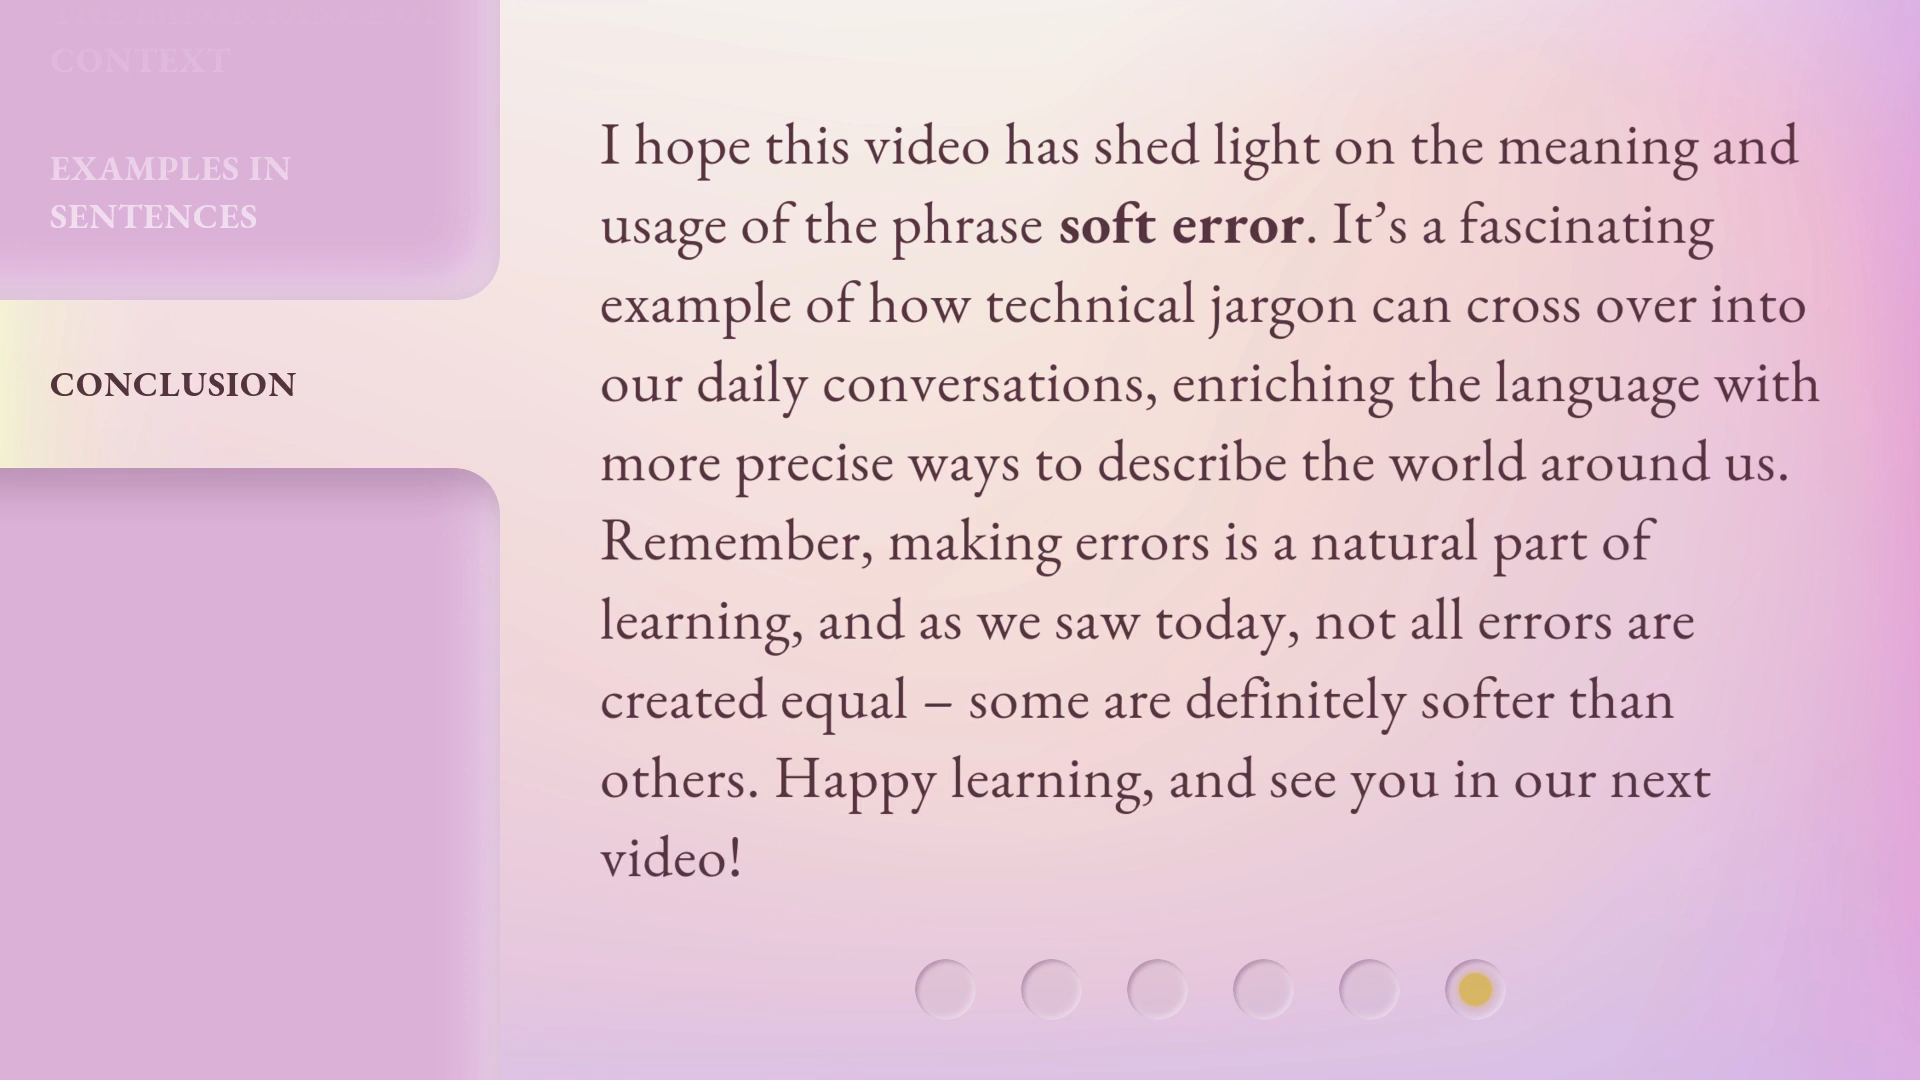 CONTEXT
EXAMPLES IN
SENTENCES
CONCLUSION
I hope this video has shed light on the meaning and
usage of the phrase soft error. It’s a fascinating
example of how technical jargon can cross over into
our daily conversations, enriching the language with
more precise ways to describe the world around us.
Remember, making errors is a natural part of
learning, and as we saw today, not all errors are
created equal – some are definitely softer than
others. Happy learning, and see you in our next
video!